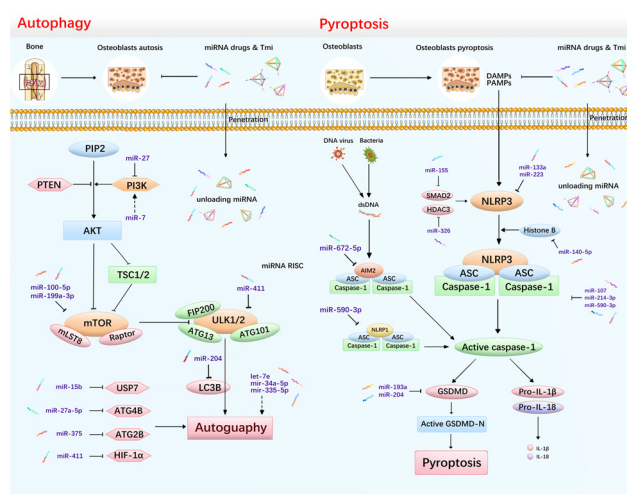 Autophagy
Bone
Osteoblasts autosis
miRNA drugs & Tmi
Penetration
PIP2
miR-27
PTEN
PI3K
miR-7
unloading miRNA
AKT
TSC1/2
miRNA RISC
miR-100-5p
miR-199a-3p
miR-411
FIP200
mTOR
ULK1/2
mLST8
Raptor
ATG13
ATG101
miR-204
LC3B
let-7e
mir-34a-5p
mir-335-5p
miR-15b
USP7
miR-27a-5p
ATG4B
miR-375
ATG2B
Autoguaphy
miR-411
HIF-1α
Pyroptosis
Osteoblasts
Osteoblasts pyroptosis
miRNA drugs & Tmi
DAMPs
PAMPs
Penetration
DNA virus
Bacteria
miR-155
miR-133a
miR-223
SMAD2
HDAC3
NLRP3
unloading miRNA
dsDNA
miR-326
Histone B
miR-672-5p
miR-140-5p
AIM2
NLRP3
ASC
ASC
Caspase-1
Caspase-1
ASC
ASC
Caspase-1
Caspase-1
miR-107
miR-214-3p
miR-590-3p
miR-590-3p
NLRP1
ASC
ASC
Caspase-1
Caspase-1
Active caspase-1
miR-193a
miR-204
GSDMD
Pro-IL-1β
Pro-IL-18
Active GSDMD-N
IL-1β
IL-18
Pyroptosis